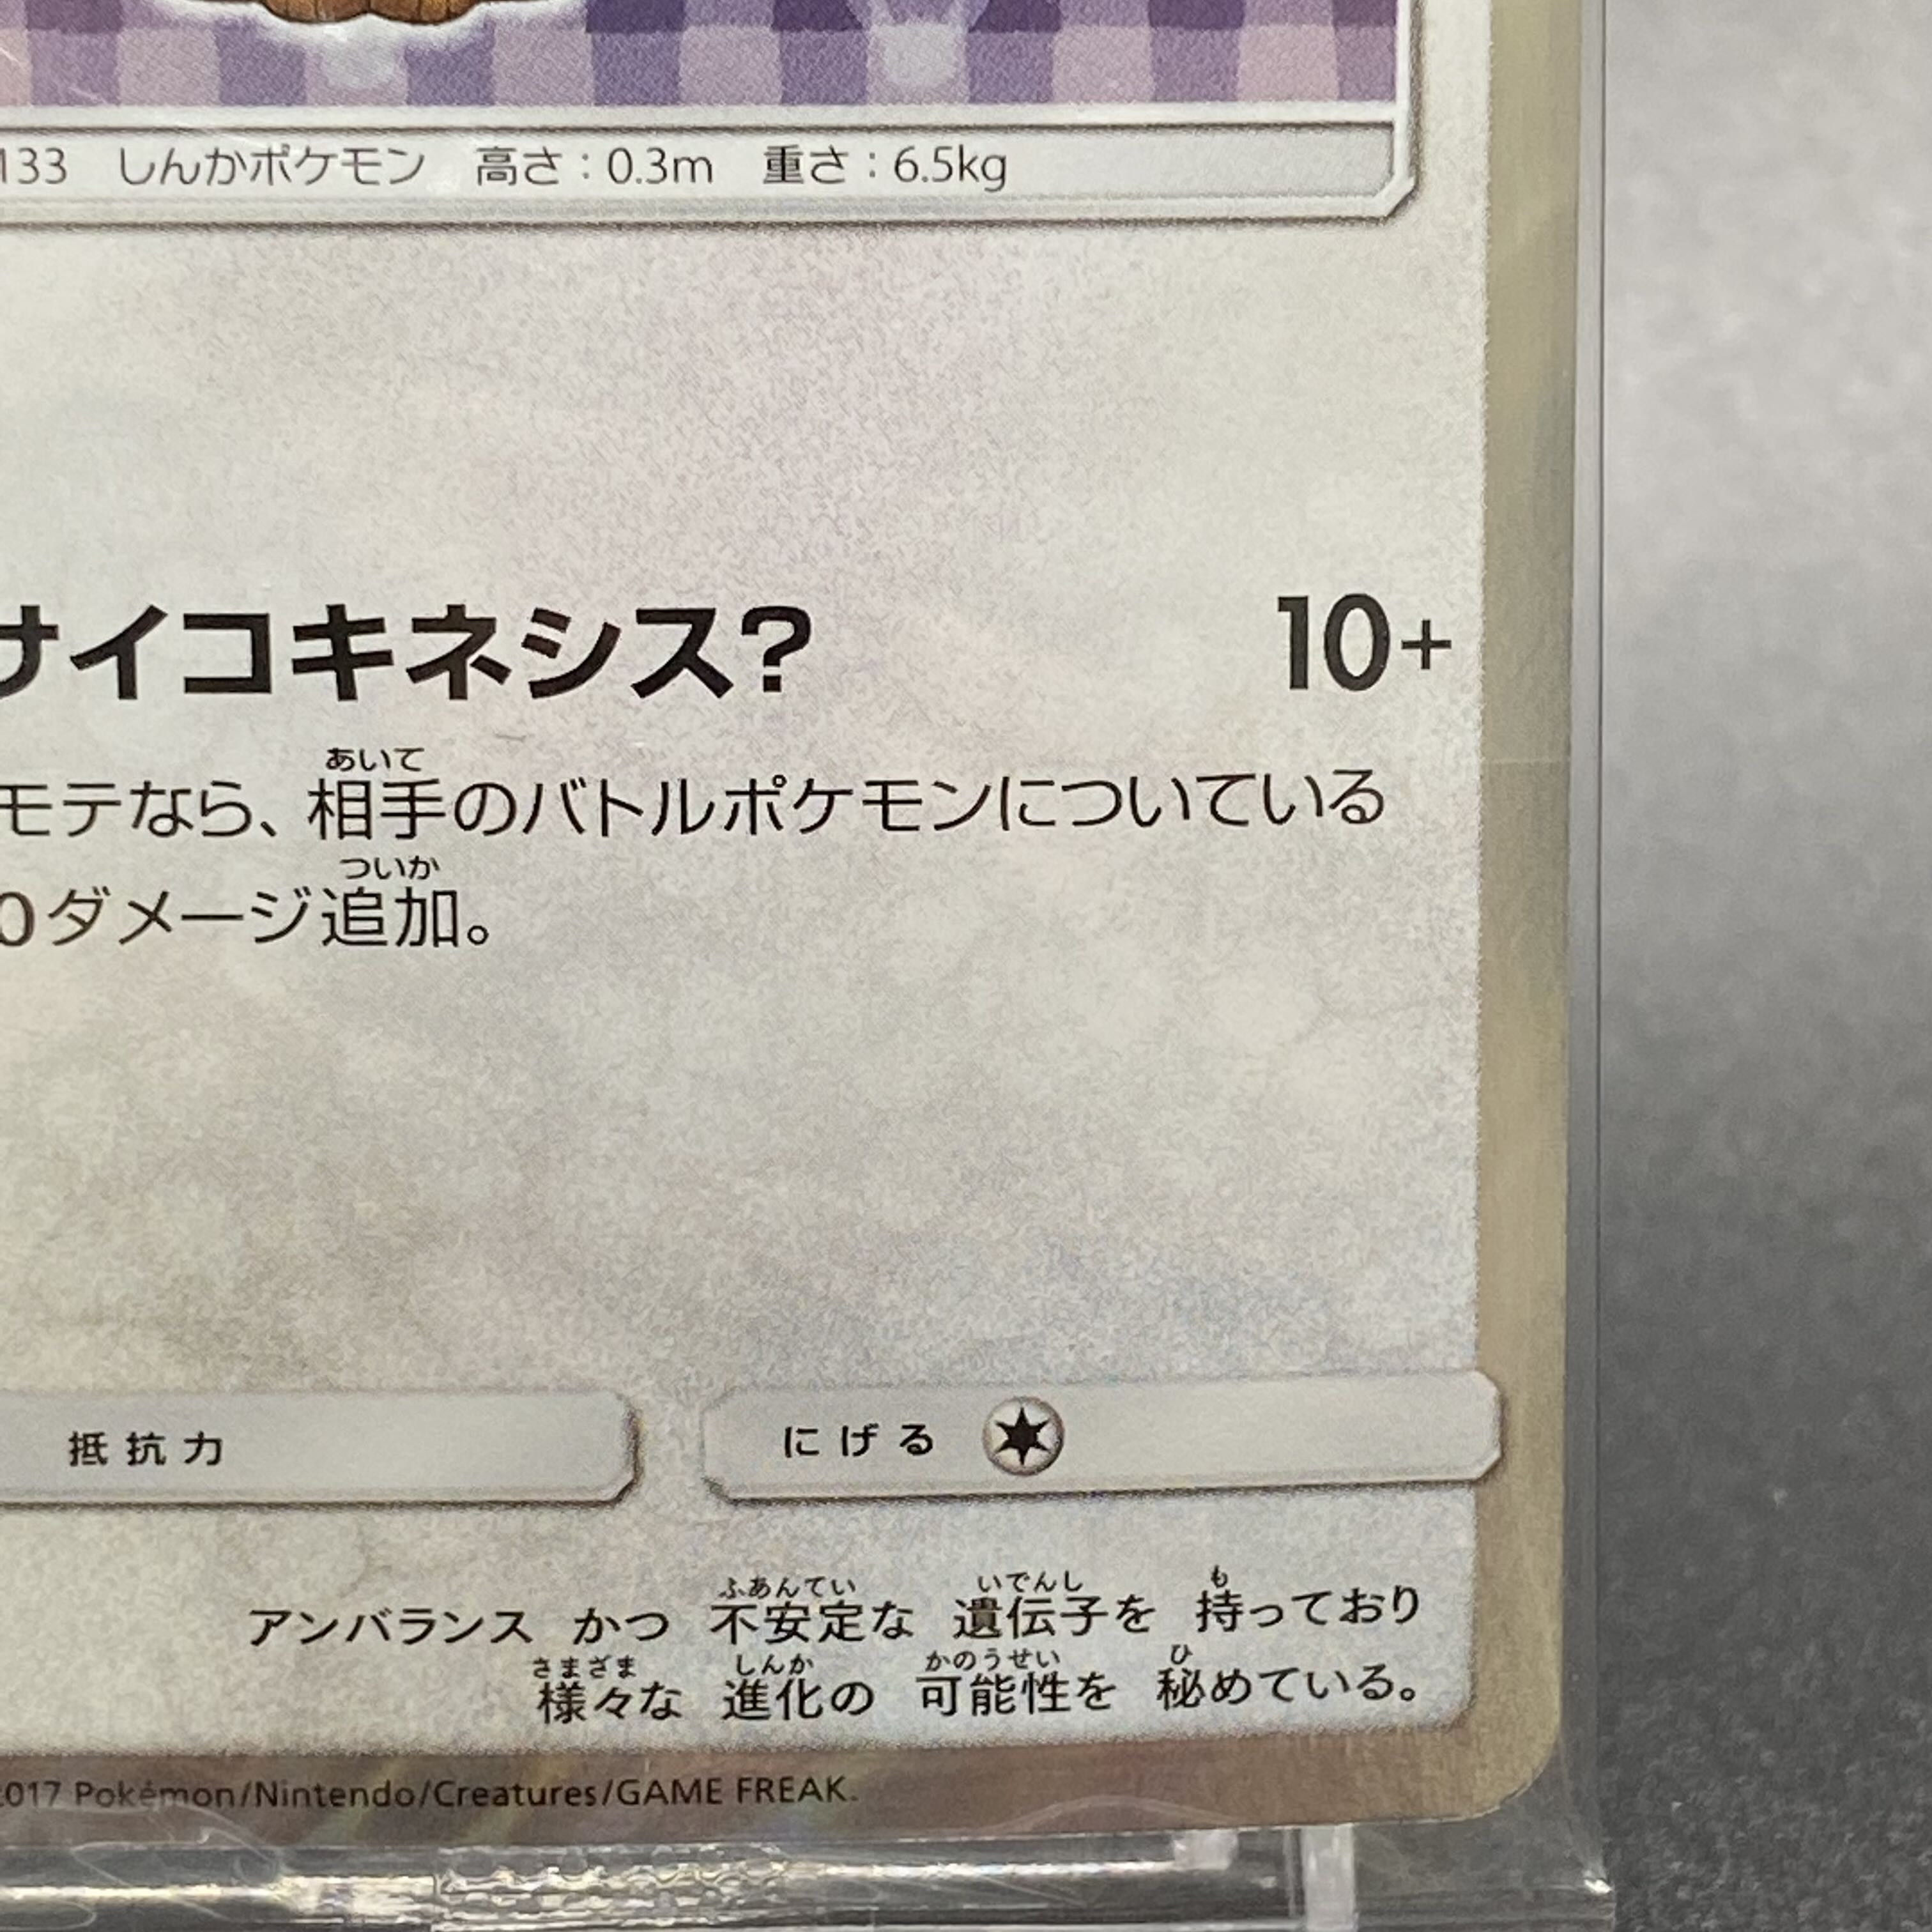 133 しんかポケモン 高さ：0.3m 重さ：6.5kg
サイコキネシス? 10+
あいて
モテなら、相手のバトルポケモンについている
ついか
0ダメージ追加。
抵抗力 にげる
ふあんてい いでんし も
アンバランス かつ 不安定な 遺伝子を 持っており
さまざま しんか かのうせい ひ
様々な 進化の 可能性を 秘めている。
2017 Pokémon/Nintendo/Creatures/GAME FREAK.